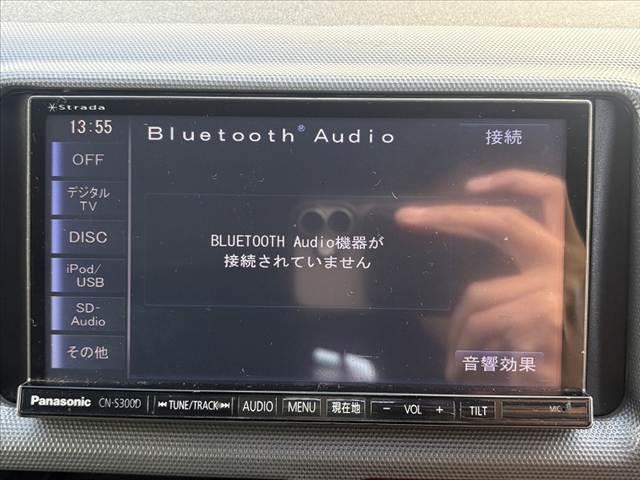 Strada
13:55
Bluetooth® Audio
接続
OFF
デジタル
TV
DISC
iPod/
USB
SD-
Audio
その他
BLUETOOTH Audio機器が
接続されていません
音響効果
Panasonic CN-S300D TUNE/TRACK AUDIO MENU 現在地 － VOL ＋ TILT MIC